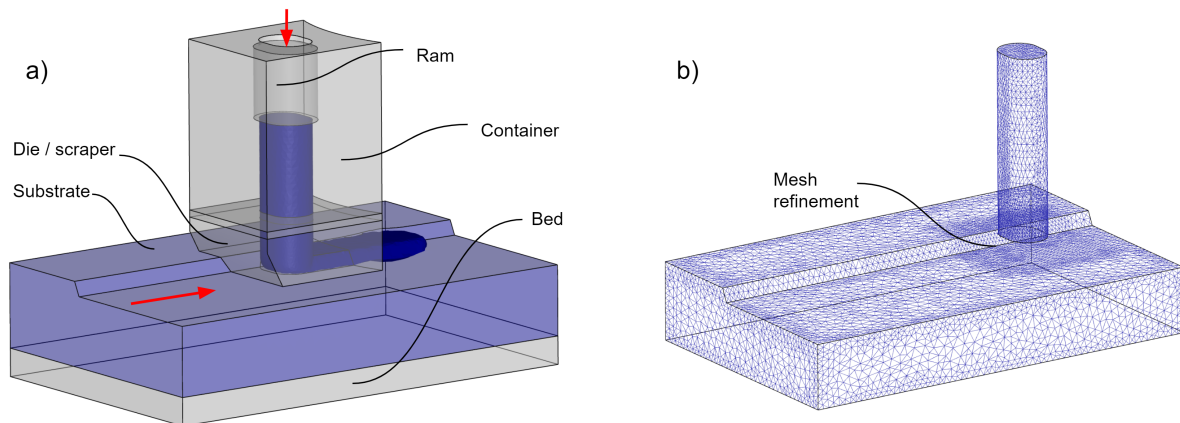 a)
Ram
Container
Die / scraper
Substrate
Bed
b)
Mesh
refinement